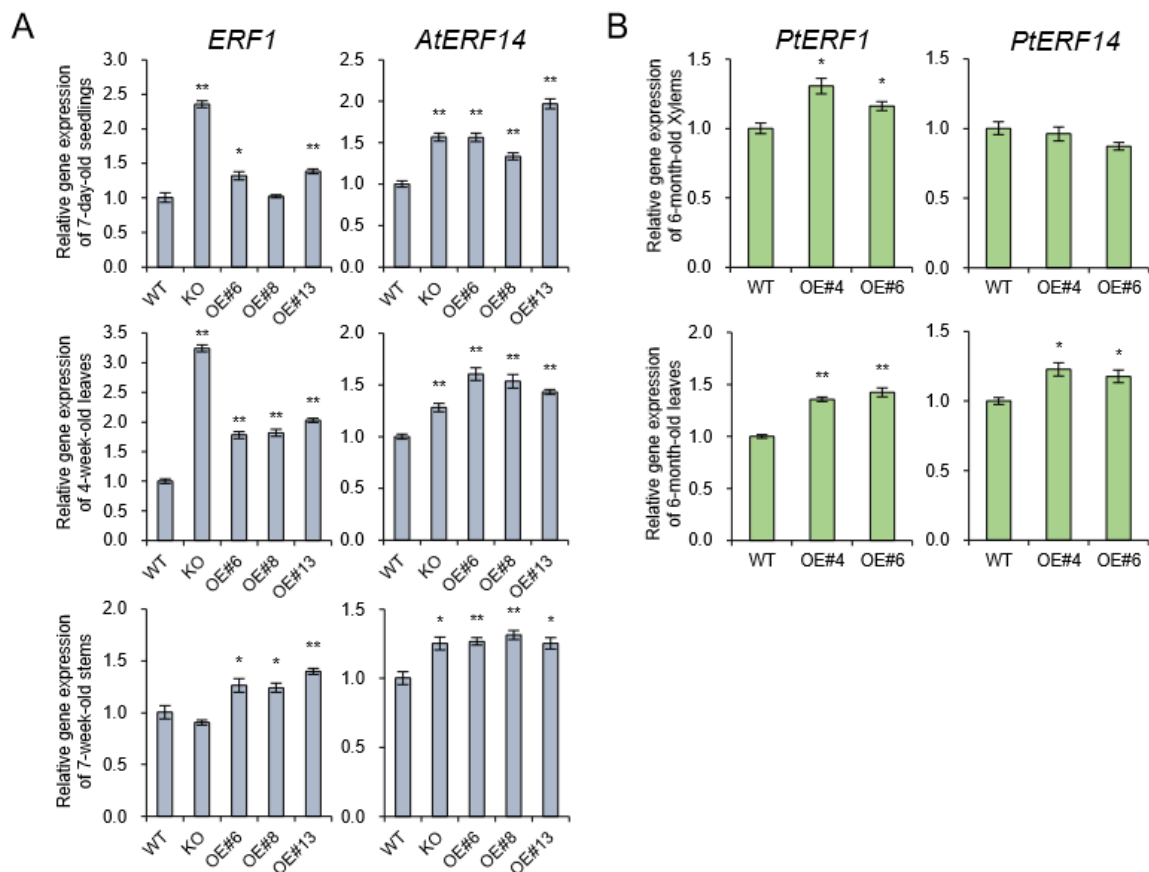 A
ERF1
AtERF14
B
PtERF1
PtERF14
Relative gene expression
of 7-day-old seedlings
3.0
2.5
2.0
1.5
1.0
0.5
0.0
**
*
**
WT
KO
OE#6
OE#8
OE#13
2.5
2.0
1.5
1.0
0.5
0.0
**
**
**
**
WT
KO
OE#6
OE#8
OE#13
Relative gene expression
of 6-month-old Xylems
1.5
1.0
0.5
0.0
*
*
WT
OE#4
OE#6
1.5
1.0
0.5
0.0
WT
OE#4
OE#6
Relative gene expression
of 4-week-old leaves
3.5
3.0
2.5
2.0
1.5
1.0
0.5
0.0
**
**
**
**
WT
KO
OE#6
OE#8
OE#13
2.0
1.5
1.0
0.5
0.0
**
**
**
**
WT
KO
OE#6
OE#8
OE#13
Relative gene expression
of 6-month-old leaves
2.0
1.5
1.0
0.5
0.0
**
**
WT
OE#4
OE#6
1.5
1.0
0.5
0.0
*
*
WT
OE#4
OE#6
Relative gene expression
of 7-week-old stems
2.0
1.5
1.0
0.5
0.0
*
*
**
WT
KO
OE#6
OE#8
OE#13
1.5
1.0
0.5
0.0
*
**
**
*
WT
KO
OE#6
OE#8
OE#13